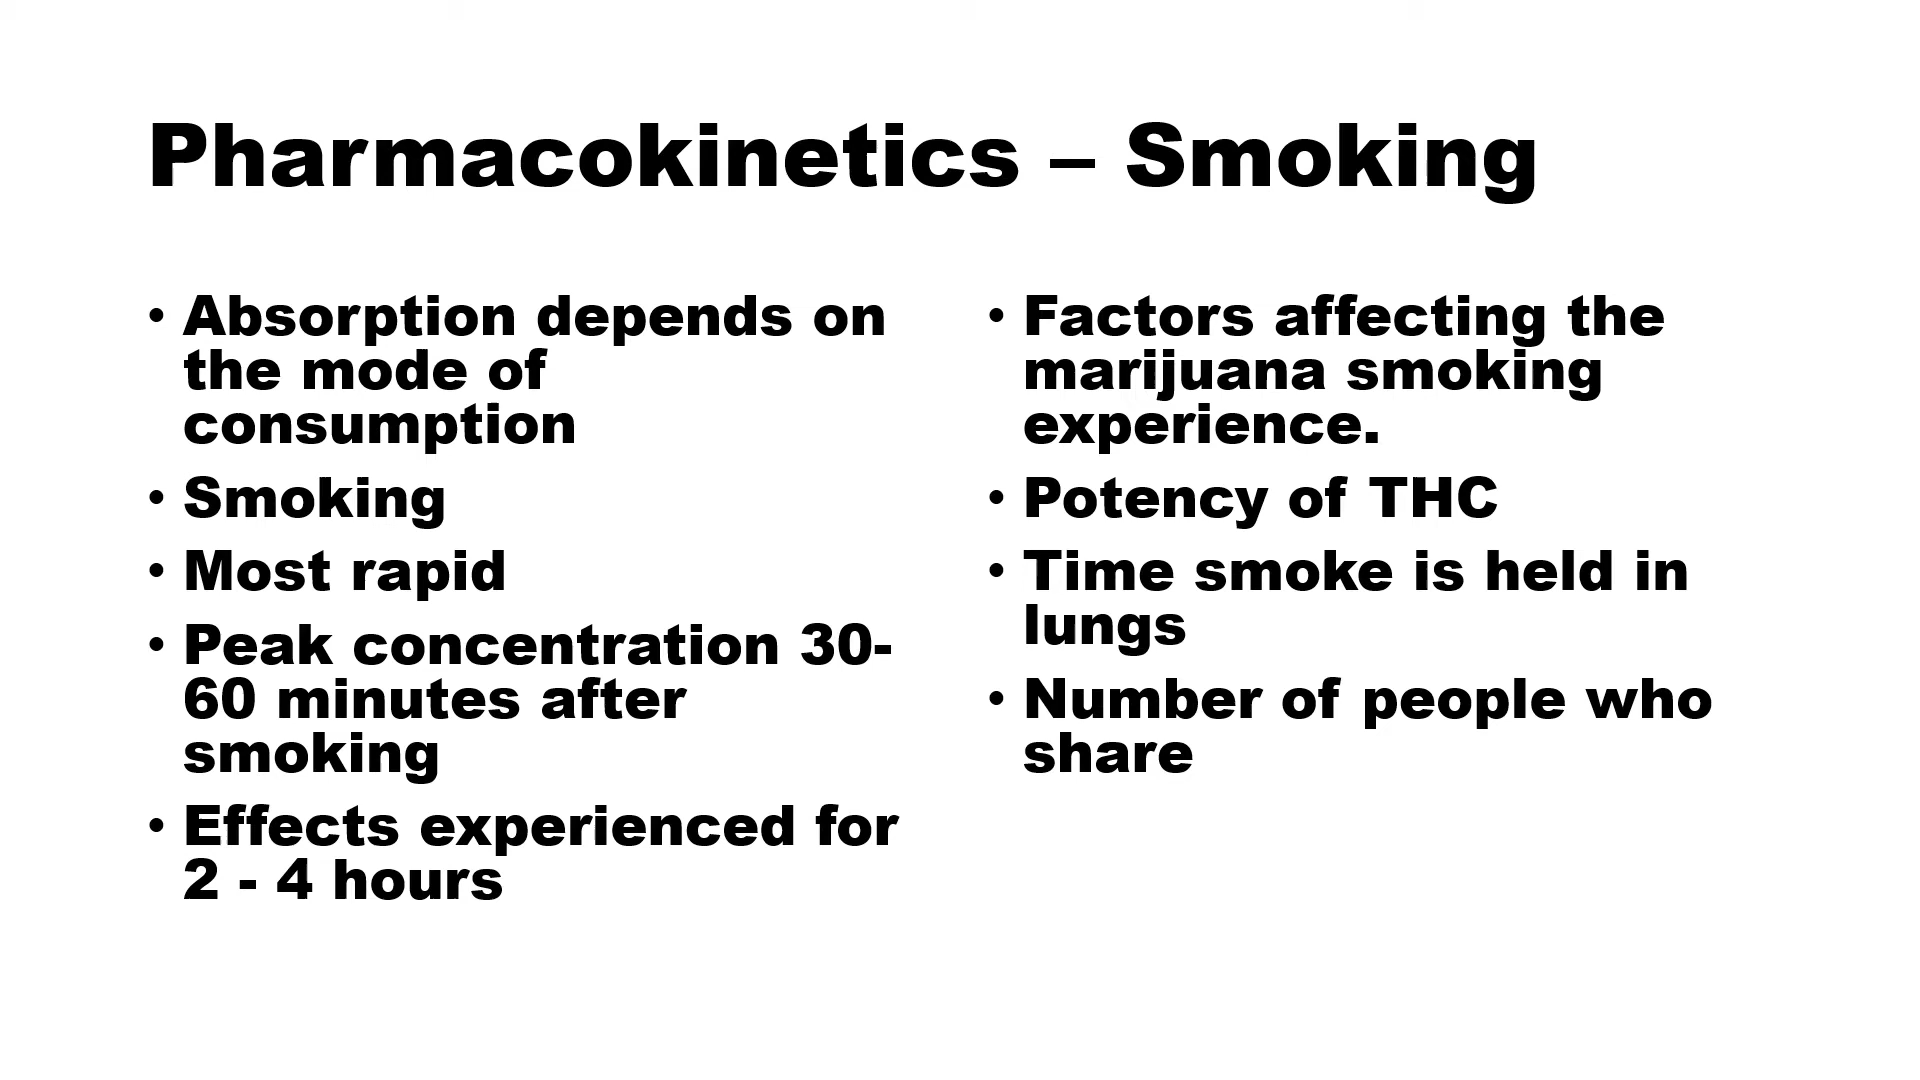 Pharmacokinetics – Smoking
• Absorption depends on
the mode of
consumption
• Smoking
• Most rapid
• Peak concentration 30-
60 minutes after
smoking
• Effects experienced for
2 - 4 hours
• Factors affecting the
marijuana smoking
experience.
• Potency of THC
• Time smoke is held in
lungs
• Number of people who
share